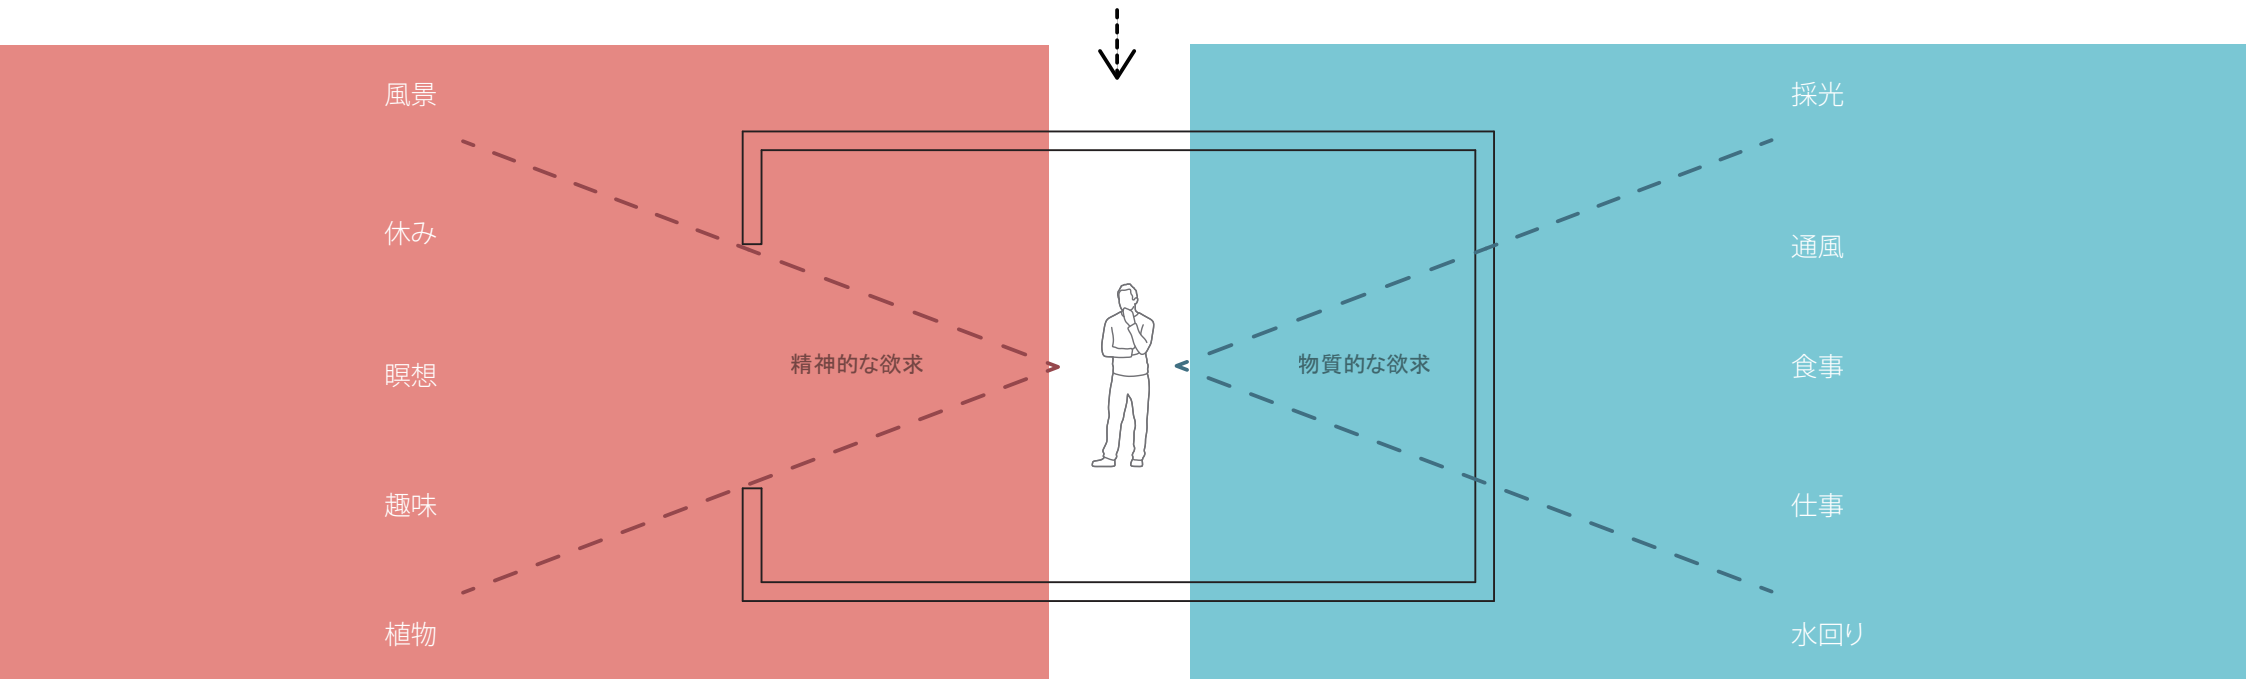 風景
休み
瞑想
趣味
植物
精神的な欲求
物質的な欲求
採光
通風
食事
仕事
水回り